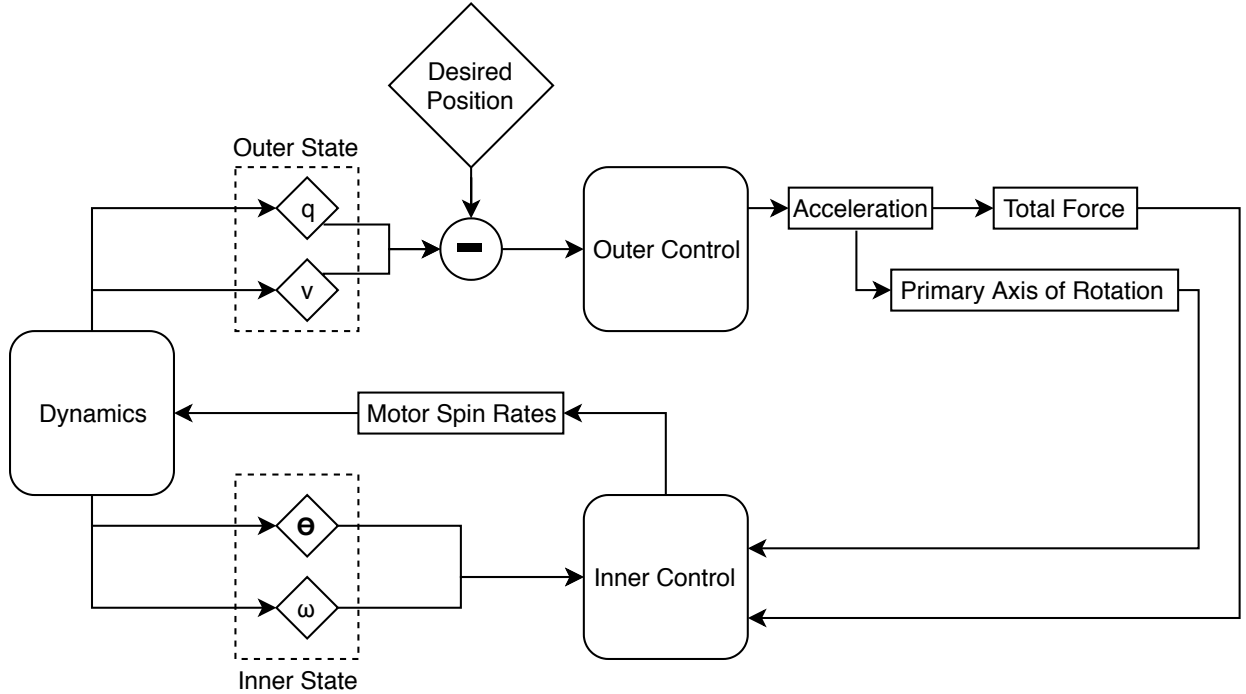 Desired
Position
Outer State
q
v
−
Outer Control
Acceleration
Total Force
Primary Axis of Rotation
Dynamics
Motor Spin Rates
Θ
ω
Inner State
Inner Control